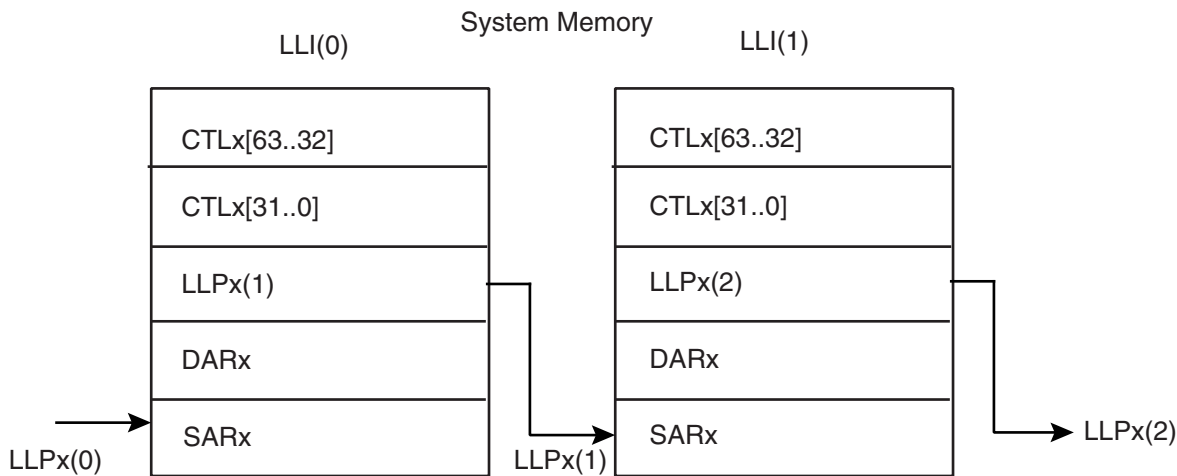 System Memory
LLI(0)
LLI(1)
CTLx[63..32]
CTLx[63..32]
CTLx[31..0]
CTLx[31..0]
LLPx(1)
LLPx(2)
DARx
DARx
SARx
SARx
LLPx(0)
LLPx(1)
LLPx(2)